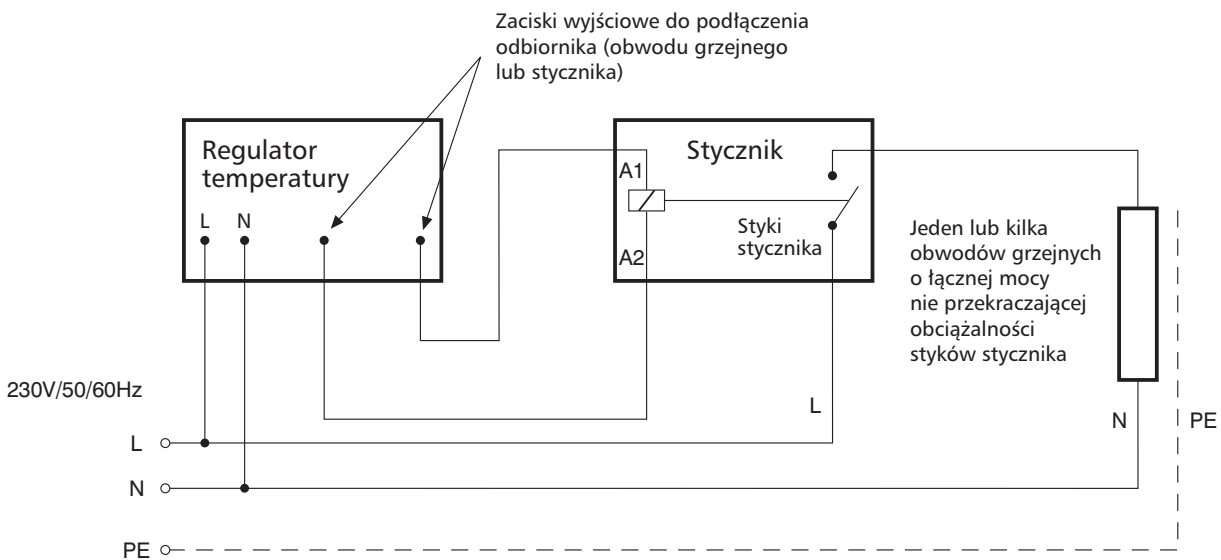 Zaciski wyjściowe do podłączenia
odbiornika (obwodu grzejnego
lub stycznika)
Regulator
temperatury
L N
Stycznik
A1
A2
Styki
stycznika
Jeden lub kilka
obwodów grzejnych
o łącznej mocy
nie przekraczającej
obciążalności
styków stycznika
230V/50/60Hz
L
N
PE
L
N
PE